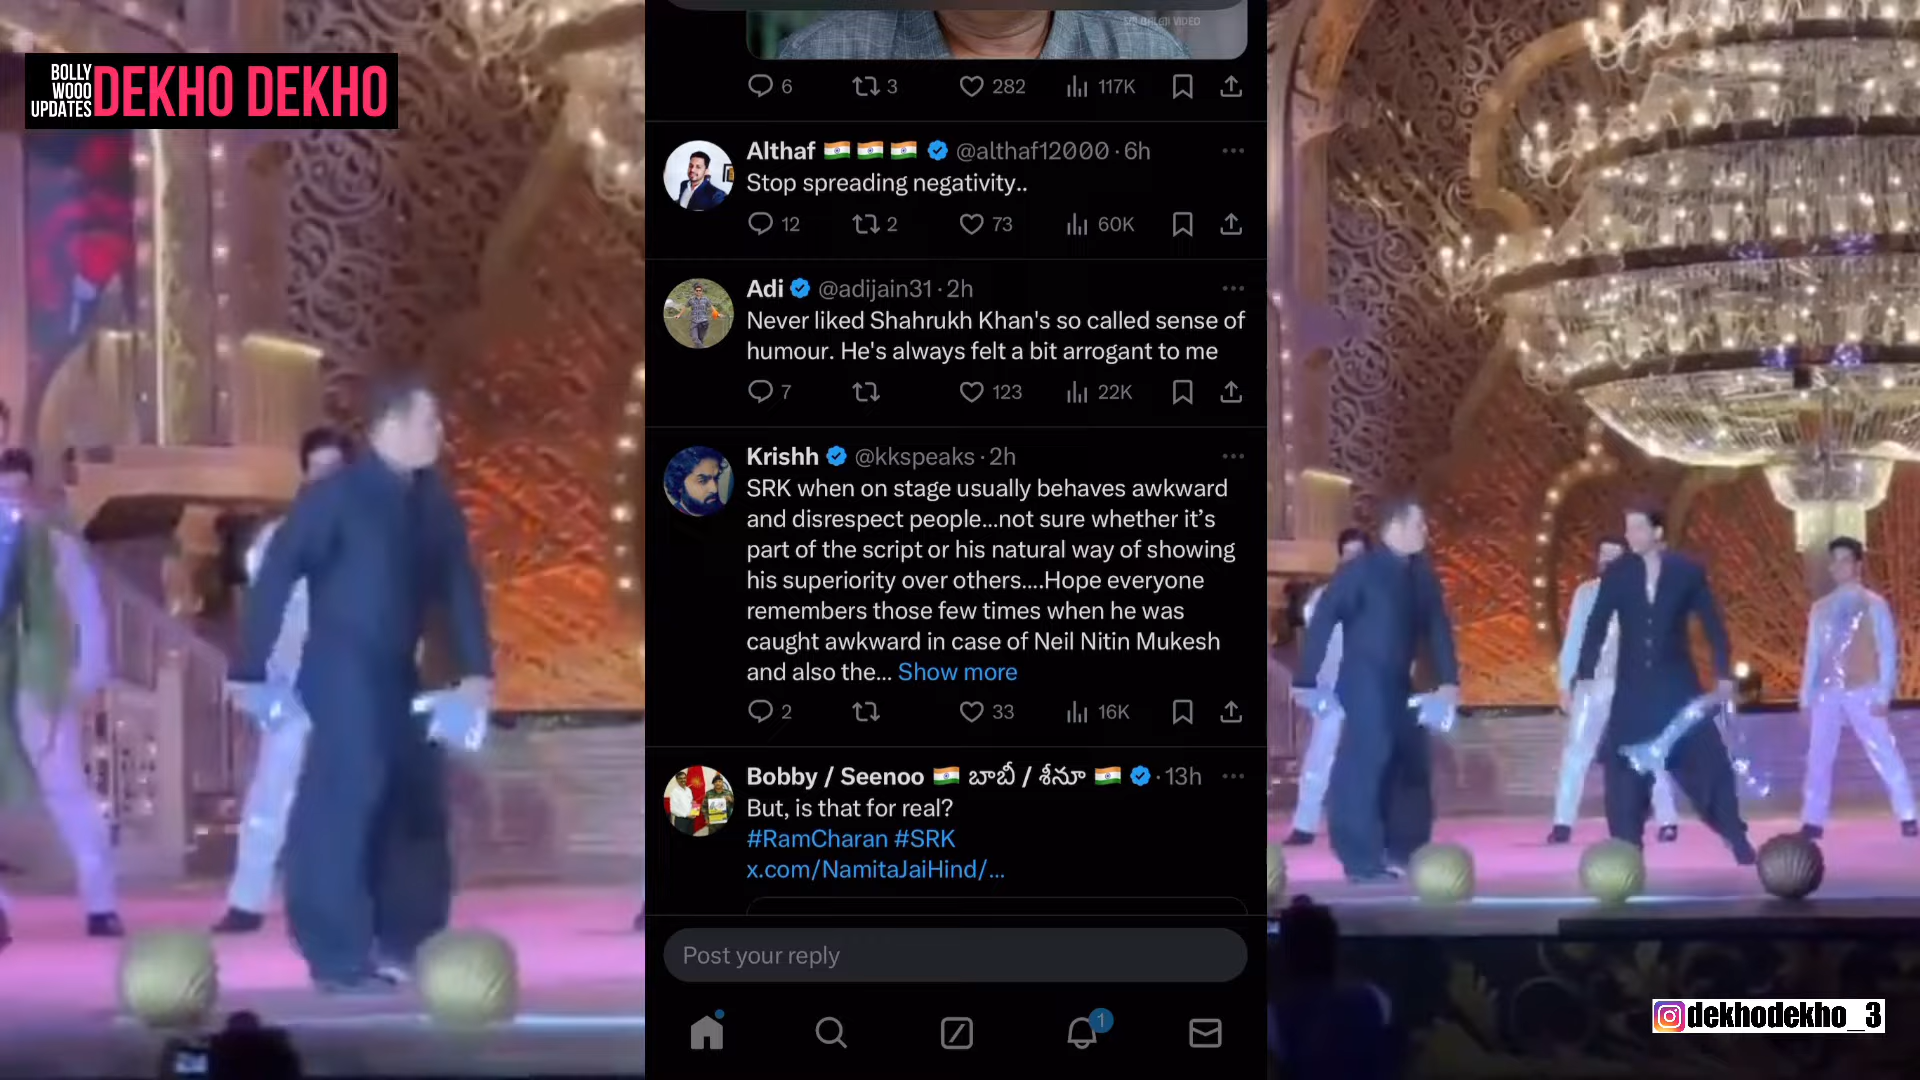 BOLLY
WOOO
UPDATES
DEKHO DEKHO
SRI BALAJI VIDEO
6 3 282 117K
Althaf 🇮🇳🇮🇳🇮🇳 @althaf12000 · 6h
Stop spreading negativity..
12 2 73 60K
Adi @adijain31 · 2h
Never liked Shahrukh Khan's so called sense of
humour. He's always felt a bit arrogant to me
7 123 22K
Krishh @kkspeaks · 2h
SRK when on stage usually behaves awkward
and disrespect people...not sure whether it’s
part of the script or his natural way of showing
his superiority over others....Hope everyone
remembers those few times when he was
caught awkward in case of Neil Nitin Mukesh
and also the... Show more
2 33 16K
Bobby / Seenoo 🇮🇳 బాబీ / శీనూ 🇮🇳 · 13h
But, is that for real?
#RamCharan #SRK
x.com/NamitaJaiHind/...
Post your reply
1
dekhodekho_3